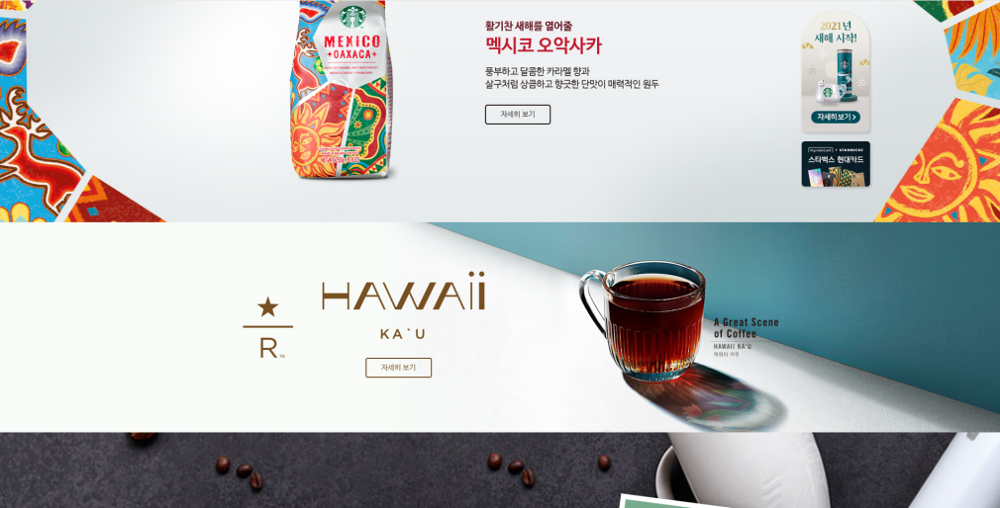 MEXICO
OAXACA
활기찬 새해를 열어줄
멕시코 오악사카
풍부하고 달콤한 카라멜 향과
살구처럼 상큼하고 향긋한 단맛이 매력적인 원두
자세히 보기
2021년
새해 시작!
자세히보기 >
STARBUCKS
스타벅스 현대카드
HAWAii
KA`U
R™
자세히 보기
A Great Scene
of Coffee
HAWAII KA'U
하와이 카우